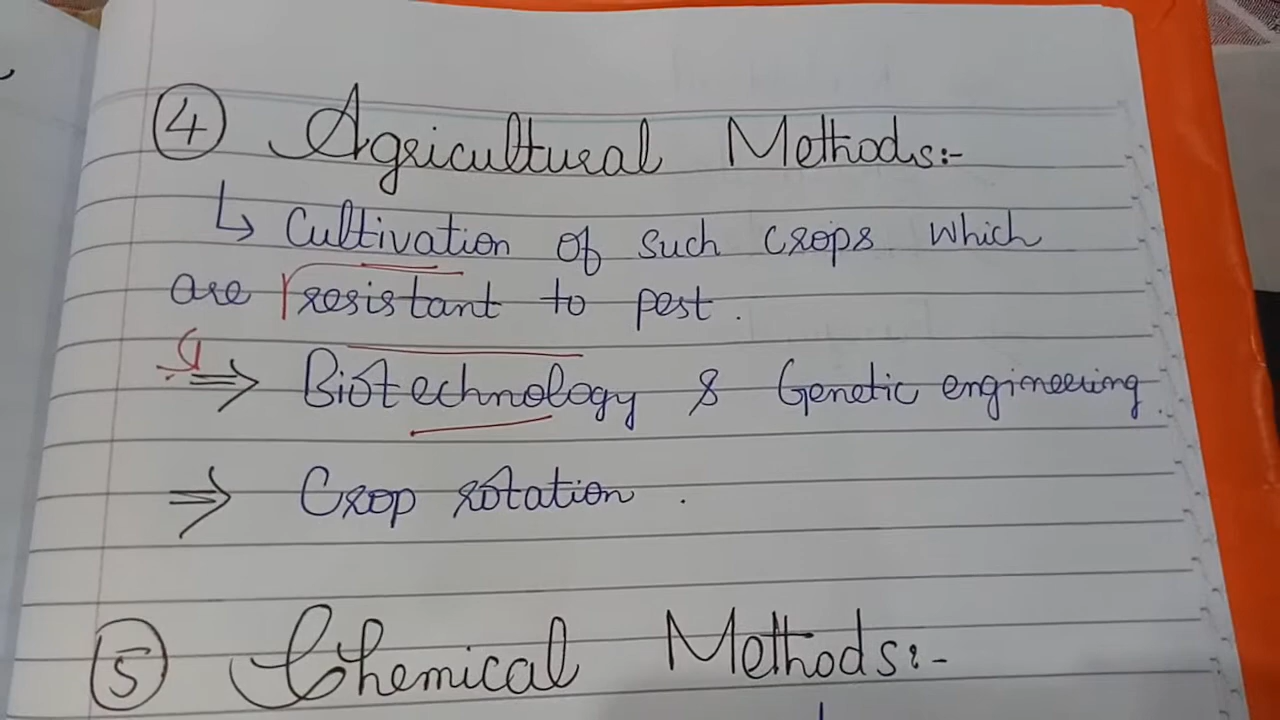 ④ Agricultural Methods:-
↳ Cultivation of such crops which
are resistant to pest.
⇒ Biotechnology & Genetic engineering.
⇒ Crop rotation.
⑤ Chemical Methods:-